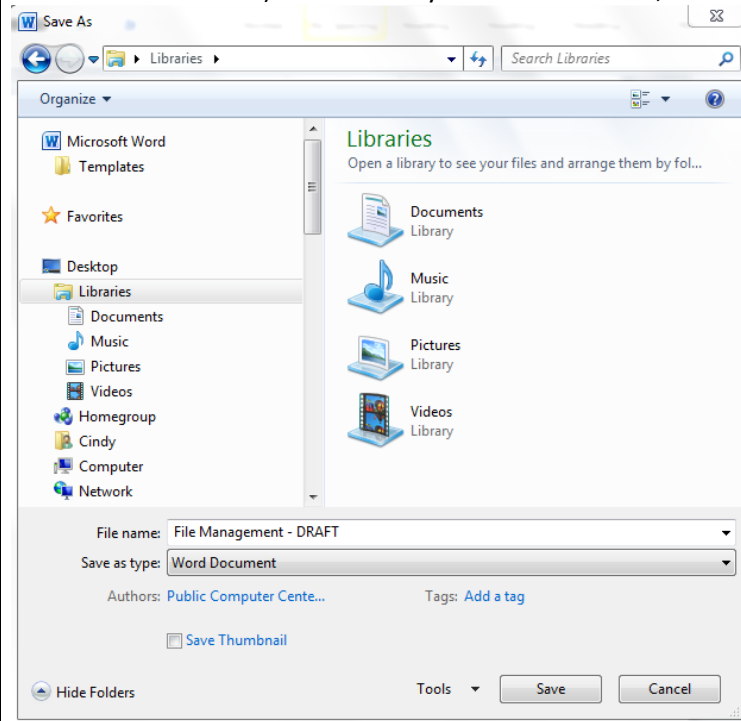 Save As
Libraries
Search Libraries
Organize
Microsoft Word
Templates
Favorites
Desktop
Libraries
Documents
Music
Pictures
Videos
Homegroup
Cindy
Computer
Network
Libraries
Open a library to see your files and arrange them by fol...
Documents
Library
Music
Library
Pictures
Library
Videos
Library
File name: File Management - DRAFT
Save as type: Word Document
Authors: Public Computer Cente... Tags: Add a tag
Save Thumbnail
Hide Folders Tools Save Cancel